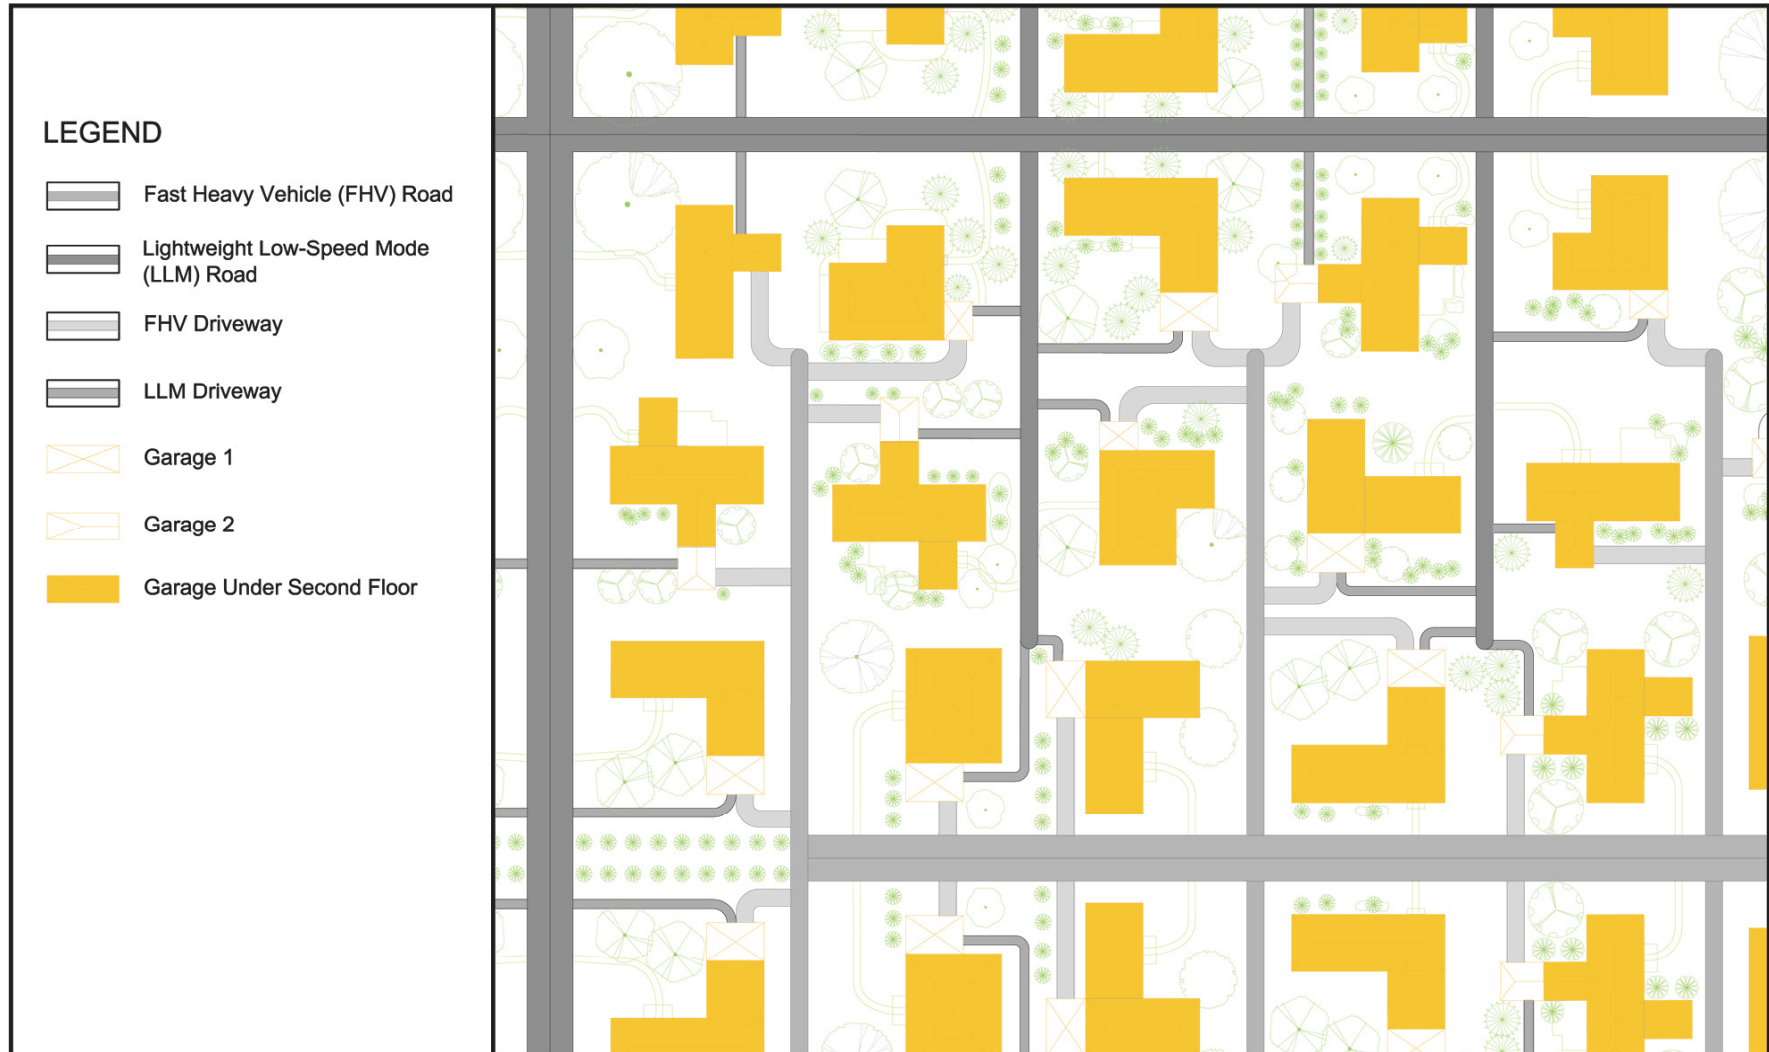 LEGEND
Fast Heavy Vehicle (FHV) Road
Lightweight Low-Speed Mode
(LLM) Road
FHV Driveway
LLM Driveway
Garage 1
Garage 2
Garage Under Second Floor